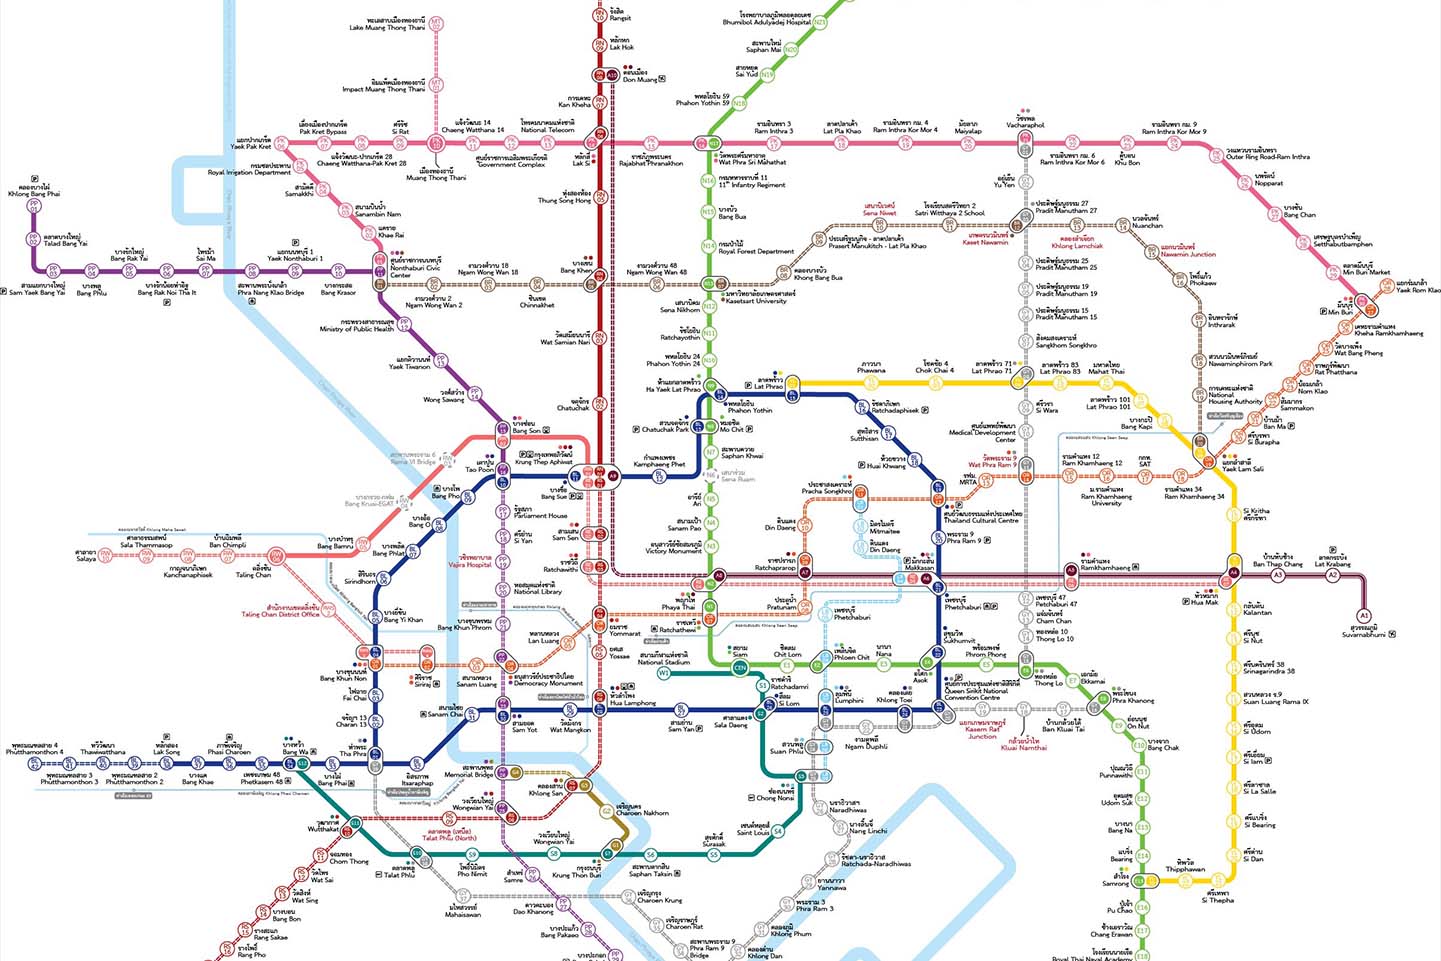 ทะเลสาบเมืองทองธานี
Lake Muang Thong Thani
อิมแพ็คเมืองทองธานี
Impact Muang Thong Thani
รังสิต
Rangsit
หลักหก
Lak Hok
ดอนเมือง
Don Muang
การเคหะ
Kan Kheha
โรงพยาบาลภูมิพลอดุลยเดช
Bhumibol Adulyadej Hospital
สะพานใหม่
Saphan Mai
สายหยุด
Sai Yud
พหลโยธิน 59
Phahon Yothin 59
แยกปากเกร็ด
Yaek Pak Kret
เลี่ยงเมืองปากเกร็ด
Pak Kret Bypass
แจ้งวัฒนะ-ปากเกร็ด 28
Chaeng Watthana-Pak Kret 28
ศรีรัช
Si Rat
เมืองทองธานี
Muang Thong Thani
แจ้งวัฒนะ 14
Chaeng Watthana 14
ศูนย์ราชการเฉลิมพระเกียรติ
Government Complex
โทรคมนาคมแห่งชาติ
National Telecom
หลักสี่
Lak Si
ราชภัฏพระนคร
Rajabhat Phranakhon
วัดพระศรีมหาธาตุ
Wat Phra Sri Mahathat
รามอินทรา 3
Ram Inthra 3
ลาดปลาเค้า
Lat Pla Khao
รามอินทรา กม. 4
Ram Inthra Kor Mor 4
มัยลาภ
Maiyalap
วัชรพล
Vacharaphol
รามอินทรา กม. 6
Ram Inthra Kor Mor 6
คู้บอน
Khu Bon
รามอินทรา กม. 9
Ram Inthra Kor Mor 9
วงแหวนรามอินทรา
Outer Ring Road-Ram Inthra
นพรัตน์
Nopparat
บางชัน
Bang Chan
เศรษฐบุตรบำเพ็ญ
Setthabutbamphen
ตลาดมีนบุรี
Min Buri Market
มีนบุรี
Min Buri
แยกร่มเกล้า
Yaek Rom Klao
กรมชลประทาน
Royal Irrigation Department
สามัคคี
Samakkhi
สนามบินน้ำ
Sanambin Nam
แคราย
Khae Rai
ศูนย์ราชการนนทบุรี
Nonthaburi Civic
Center
คลองบางไผ่
Khlong Bang Phai
ตลาดบางใหญ่
Talad Bang Yai
สามแยกบางใหญ่
Sam Yaek Bang Yai
บางพลู
Bang Phlu
บางรักใหญ่
Bang Rak Yai
บางรักน้อยท่าอิฐ
Bang Rak Noi Tha It
ไทรม้า
Sai Ma
สะพานพระนั่งเกล้า
Phra Nang Klao Bridge
แยกนนทบุรี 1
Yaek Nonthaburi 1
บางกระสอ
Bang Krasor
กระทรวงสาธารณสุข
Ministry of Public Health
แยกติวานนท์
Yaek Tiwanon
วงศ์สว่าง
Wong Sawang
บางซ่อน
Bang Son
เตาปูน
Tao Poon
ทุ่งสองห้อง
Thung Song Hong
บางเขน
Bang Khen
งามวงศ์วาน 2
Ngam Wong Wan 2
งามวงศ์วาน 18
Ngam Wong Wan 18
ชินเขต
Chinnakhet
งามวงศ์วาน 48
Ngam Wong Wan 48
วัดเสมียนนารี
Wat Samian Nari
จตุจักร
Chatuchak
กรมทหารราบที่ 11
11th Infantry Regiment
บางบัว
Bang Bua
กรมป่าไม้
Royal Forest Department
มหาวิทยาลัยเกษตรศาสตร์
Kasetsart University
เสนานิคม
Sena Nikhom
รัชโยธิน
Ratchayothin
พหลโยธิน 24
Phahon Yothin 24
ห้าแยกลาดพร้าว
Ha Yaek Lat Phrao
คลองบางบัว
Khong Bang Bua
ประเสริฐมนูกิจ - ลาดปลาเค้า
Prasert Manukitch - Lat Pla Khao
เสนานิเวศน์
Sena Niwet
โรงเรียนสตรีวิทยา 2
Satri Witthaya 2 School
เกษตรนวมินทร์
Kaset Nawamin
คลองลำเจียก
Khlong Lamchiak
นวลจันทร์
Nuanchan
แยกนวมินทร์
Nawamin Junction
โพธิ์แก้ว
Phokaew
อินทรารักษ์
Inthrarak
สวนนวมินทร์ภิรมย์
Nawaminphirom Park
การเคหะแห่งชาติ
National
Housing Authority
อยู่เย็น
Yu Yen
ประดิษฐ์มนูธรรม 27
Pradit Manutham 27
ประดิษฐ์มนูธรรม 25
Pradit Manutham 25
ประดิษฐ์มนูธรรม 19
Pradit Manutham 19
ประดิษฐ์มนูธรรม 15
Pradit Manutham 15
สังคมสงเคราะห์
Sangkhom Songkhro
ลาดพร้าว
Lat Phrao
ภาวนา
Phawana
โชคชัย 4
Chok Chai 4
ลาดพร้าว 71
Lat Phrao 71
ลาดพร้าว 83
Lat Phrao 83
มหาดไทย
Mahat Thai
ลาดพร้าว 101
Lat Phrao 101
บางกะปิ
Bang Kapi
แยกลำสาลี
Yaek Lam Sali
เคหะรามคำแหง
Kheha Ramkhamhaeng
วัดบางเพ็ง
Wat Bang Pheng
ราษฎร์พัฒนา
Rat Phatthana
น้อมเกล้า
Nom Klao
สัมมากร
Sammakon
บ้านม้า
Ban Ma
ศรีบูรพา
Si Burapha
พหลโยธิน
Phahon Yothin
รัชดาภิเษก
Ratchadaphisek
สุทธิสาร
Sutthisan
ห้วยขวาง
Huai Khwang
สวนจตุจักร
Chatuchak Park
หมอชิต
Mo Chit
กำแพงเพชร
Kamphaeng Phet
กรุงเทพอภิวัฒน์
Krung Thep Aphiwat
บางซื่อ
Bang Sue
สะพานควาย
Saphan Khwai
เสนาร่วม
Sena Ruam
อารีย์
Ari
สนามเป้า
Sanam Pao
อนุสาวรีย์ชัยสมรภูมิ
Victory Monument
สะพานพระราม 6
Rama VI Bridge
บางกรวย-กฟผ.
Bang Kruai-EGAT
บางโพ
Bang Pho
บางอ้อ
Bang O
บางพลัด
Bang Phlat
สิรินธร
Sirindhorn
บางยี่ขัน
Bang Yi Khan
บางบำหรุ
Bang Bamru
ตลิ่งชัน
Taling Chan
บ้านฉิมพลี
Ban Chimpli
กาญจนาภิเษก
Kanchanaphisek
ศาลาธรรมสพน์
Sala Thammasop
ศาลายา
Salaya
สำนักงานเขตตลิ่งชัน
Taling Chan District Office
บางขุนนนท์
Bang Khun Non
ศิริราช
Siriraj
ไฟฉาย
Fai Chai
จรัญฯ 13
Charan 13
ท่าพระ
Tha Phra
รัฐสภา
Parliament House
ศรีย่าน
Si Yan
วชิรพยาบาล
Vajira Hospital
หอสมุดแห่งชาติ
National Library
บางขุนพรหม
Bang Khun Phrom
สามเสน
Sam Sen
ราชวิถี
Ratchawithi
ยมราช
Yommarat
ยศเส
Yossae
หลานหลวง
Lan Luang
สนามหลวง
Sanam Luang
อนุสาวรีย์ประชาธิปไตย
Democracy Monument
หัวลำโพง
Hua Lamphong
สนามไชย
Sanam Chai
สามยอด
Sam Yot
วัดมังกร
Wat Mangkon
สามย่าน
Sam Yan
สีลม
Si Lom
ลุมพินี
Lumphini
คลองเตย
Khlong Toei
ศูนย์การประชุมแห่งชาติสิริกิติ์
Queen Sirikit National
Convention Centre
ประชาสงเคราะห์
Pracha Songkhro
มิตรไมตรี
Mitmaitee
ดินแดง
Din Daeng
ดินแดง
Din Daeng
ราชปรารภ
Ratchaprarop
ประตูน้ำ
Pratunam
มักกะสัน
Makkasan
เพชรบุรี
Phetchaburi
เพชรบุรี
Phetchaburi
ศูนย์วัฒนธรรมแห่งประเทศไทย
Thailand Cultural Centre
พระราม 9
Phra Ram 9
รฟม.
MRTA
วัดพระราม 9
Wat Phra Ram 9
ศรีวรา
Si Wara
ศูนย์แพทย์พัฒนา
Medical Development
Center
รามคำแหง 12
Ram Khamhaeng 12
ม.รามคำแหง
Ram Khamhaeng
University
กกท.
SAT
รามคำแหง 34
Ram Khamhaeng 34
รามคำแหง
Ramkhamhaeng
เพชรบุรี 47
Petchaburi 47
แจ่มจันทร์
Cham Chan
ทองหล่อ 10
Thong Lo 10
Si Kritha
ศรีกรีฑา
หัวหมาก
Hua Mak
บ้านทับช้าง
Ban Thap Chang
ลาดกระบัง
Lat Krabang
สุวรรณภูมิ
Suvarnabhumi
กลันตัน
Kalantan
ศรีนุช
Si Nut
ศรีนครินทร์ 38
Srinagarindra 38
สวนหลวง ร.9
Suan Luang Rama IX
ศรีอุดม
Si Udom
ศรีเอี่ยม
Si Iam
ศรีลาซาล
Si La Salle
ศรีแบริ่ง
Si Bearing
ศรีด่าน
Si Dan
ศรีเทพา
Si Thepha
ทิพวัล
Thipphawan
พญาไท
Phaya Thai
ราชเทวี
Ratchathewi
สนามกีฬาแห่งชาติ
National Stadium
สยาม
Siam
ชิดลม
Chit Lom
เพลินจิต
Phloen Chit
นานา
Nana
อโศก
Asok
สุขุมวิท
Sukhumvit
พร้อมพงษ์
Phrom Phong
ทองหล่อ
Thong Lo
เอกมัย
Ekkamai
พระโขนง
Phra Khanong
อ่อนนุช
On Nut
บางจาก
Bang Chak
ปุณณวิถี
Punnawithi
อุดมสุข
Udom Suk
บางนา
Bang Na
แบริ่ง
Bearing
สำโรง
Samrong
ปู่เจ้า
Pu Chao
ช้างเอราวัณ
Chang Erawan
โรงเรียนนายเรือ
Royal Thai Naval Academy
แยกเกษมราษฎร์
Kasem Rat
Junction
กล้วยน้ำไท
Kluai Namthai
บ้านกล้วยใต้
Ban Kluai Tai
งามดูพลี
Ngam Duphli
สวนพลู
Suan Phlu
ราชดำริ
Ratchadamri
ศาลาแดง
Sala Daeng
ช่องนนทรี
Chong Nonsi
เซนต์หลุยส์
Saint Louis
สุรศักดิ์
Surasak
สะพานตากสิน
Saphan Taksin
กรุงธนบุรี
Krung Thon Buri
วงเวียนใหญ่
Wongwian Yai
โพธิ์นิมิต
Pho Nimit
ตลาดพลู
Talat Phlu
วุฒากาศ
Wutthakat
พุทธมณฑลสาย 4
Phutthamonthon 4
พุทธมณฑลสาย 3
Phutthamonthon 3
ทวีวัฒนา
Thawiwatthana
พุทธมณฑลสาย 2
Phutthamonthon 2
หลักสอง
Lak Song
บางแค
Bang Khae
ภาษีเจริญ
Phasi Charoen
เพชรเกษม 48
Phetkasem 48
บางหว้า
Bang Wa
บางไผ่
Bang Phai
อิสรภาพ
Itsaraphap
สะพานพุทธ
Memorial Bridge
วงเวียนใหญ่
Wongwian Yai
คลองสาน
Khlong San
เจริญนคร
Charoen Nakhorn
ตลาดพลู (เหนือ)
Talat Phlu (North)
จอมทอง
Chom Thong
วัดไทร
Wat Sai
วัดสิงห์
Wat Sing
บางบอน
Bang Bon
รางสะแก
Rang Sakae
รางโพธิ์
Rang Pho
มไหสวรรย์
Mahaisawan
สำเหร่
Samre
ดาวคะนอง
Dao Khanong
บางปะแก้ว
Bang Pakaeo
บางปะกอก
เจริญกรุง
Charoen Krung
เจริญราษฎร์
Charoen Rat
สะพานพระราม 9
Phra Ram 9
Bridge
คลองด่าน
Khlong Dan
คลองภูมิ
Khlong Phum
พระราม 3
Phra Ram 3
ยานนาวา
Yannawa
รัชดา-นราธิวาส
Ratchada-Naradhiwas
นางลิ้นจี่
Nang Linchi
นราธิวาสฯ
Naradhiwas